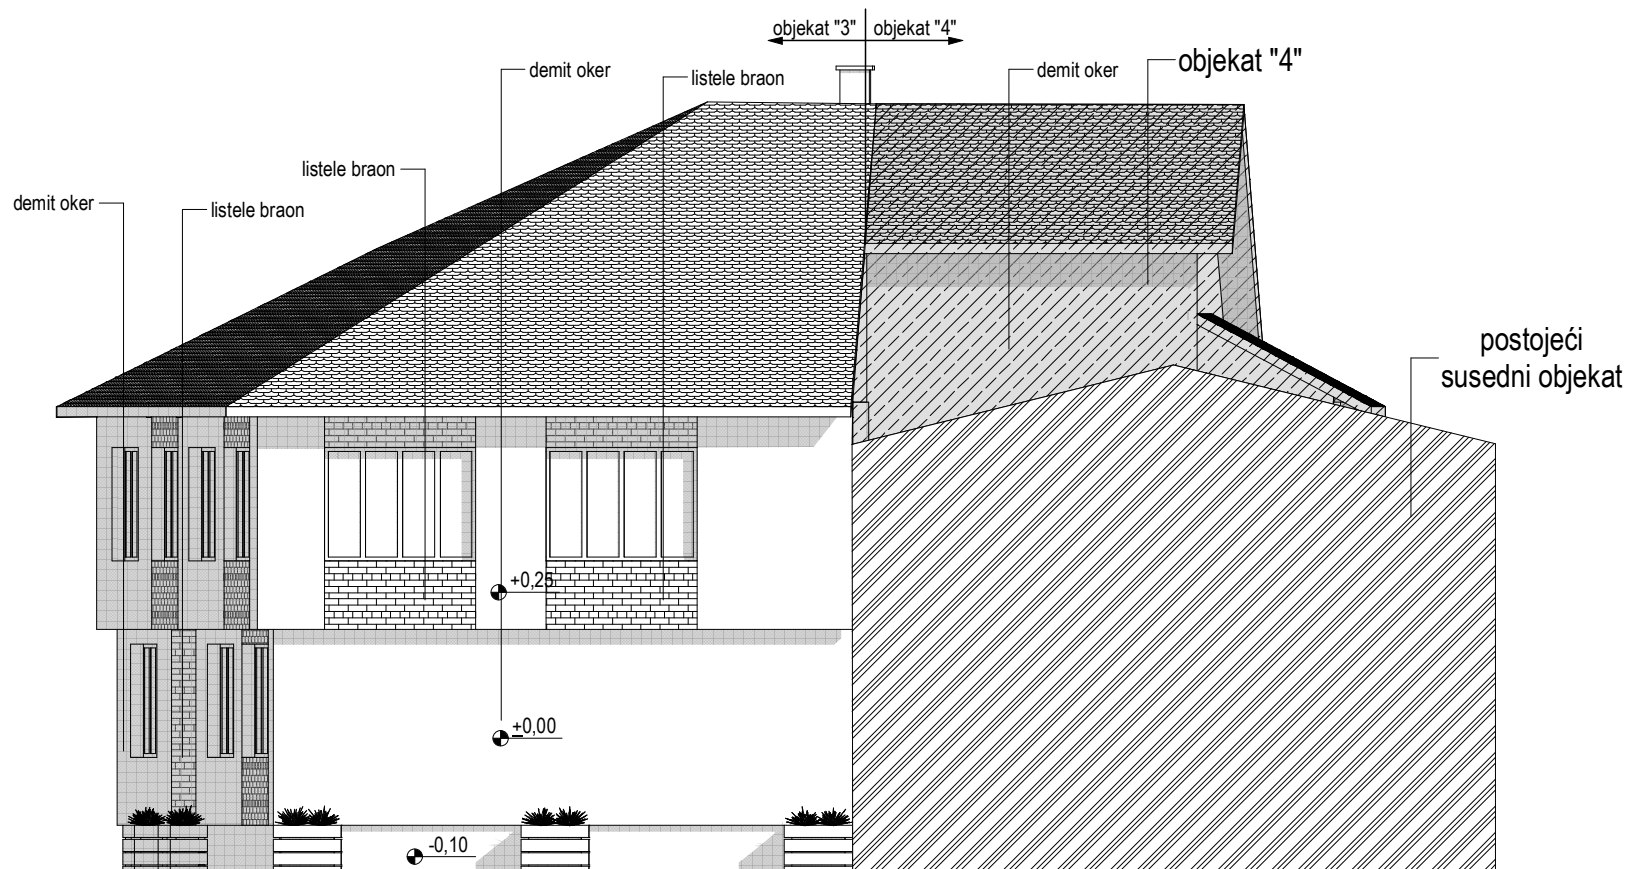 objekat "3"
objekat "4"
demit oker
listele braon
demit oker
objekat "4"
listele braon
demit oker
listele braon
postojeći
susedni objekat
+0,25
±0,00
-0,10